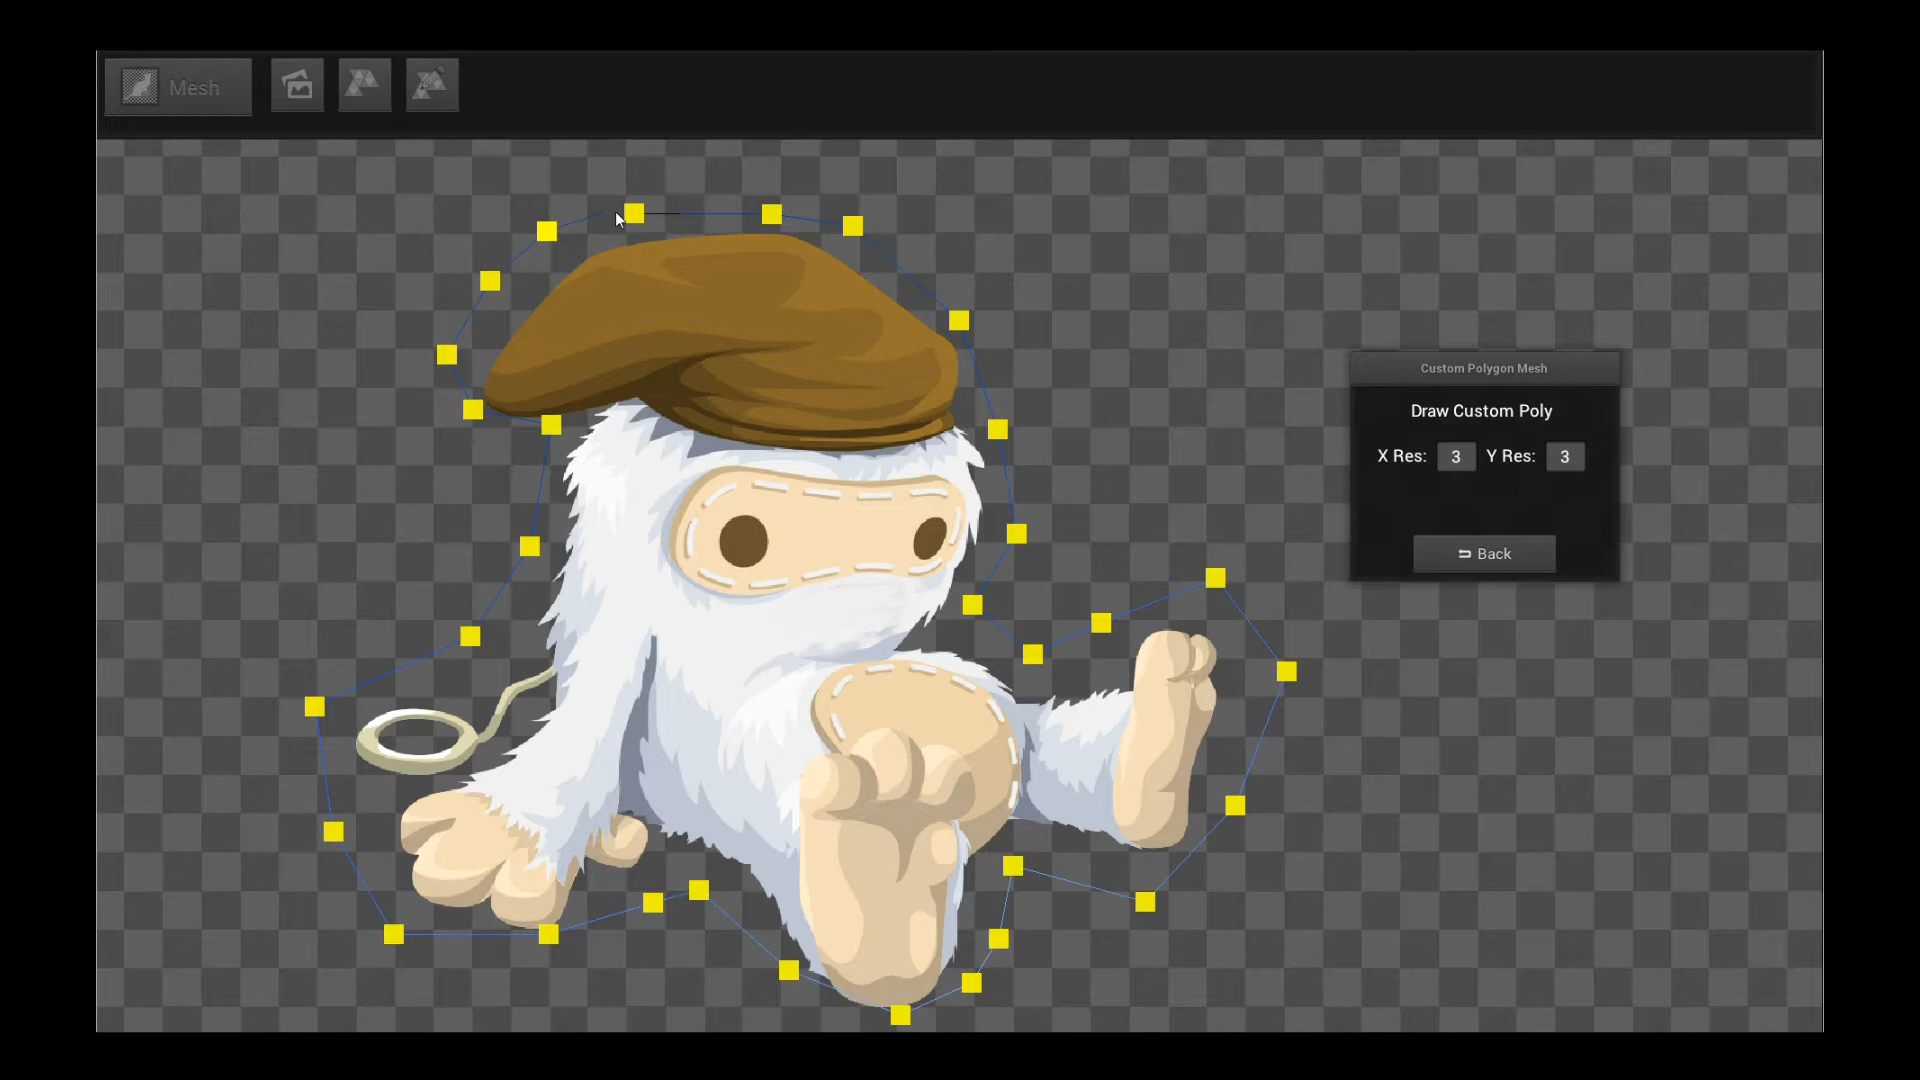 Mesh
Custom Polygon Mesh
Draw Custom Poly
X Res: 3 Y Res: 3
Back